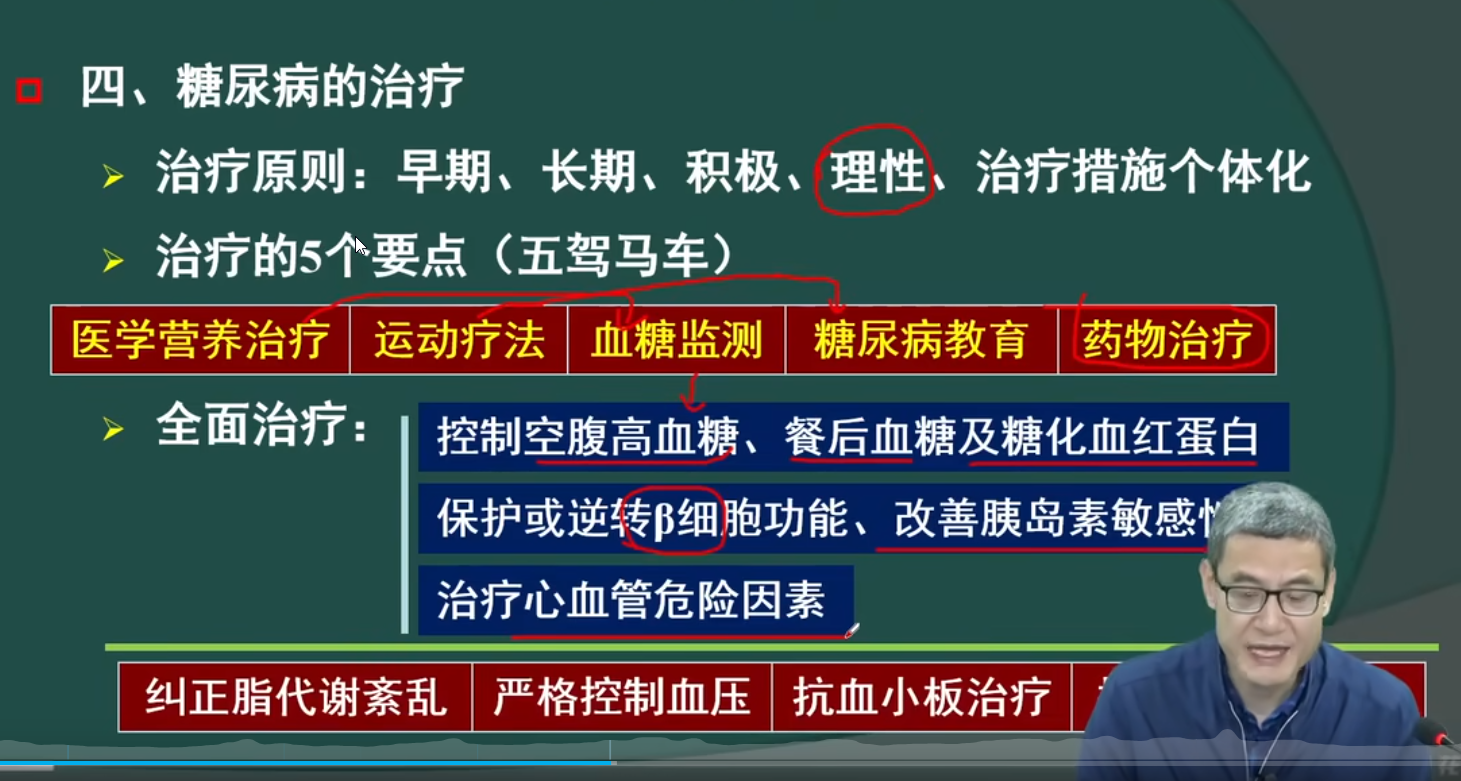 四、糖尿病的治疗
治疗原则：早期、长期、积极、理性、治疗措施个体化
治疗的5个要点（五驾马车）
医学营养治疗 运动疗法 血糖监测 糖尿病教育 药物治疗
全面治疗：
控制空腹高血糖、餐后血糖及糖化血红蛋白
保护或逆转β细胞功能、改善胰岛素敏感
治疗心血管危险因素
纠正脂代谢紊乱 严格控制血压 抗血小板治疗